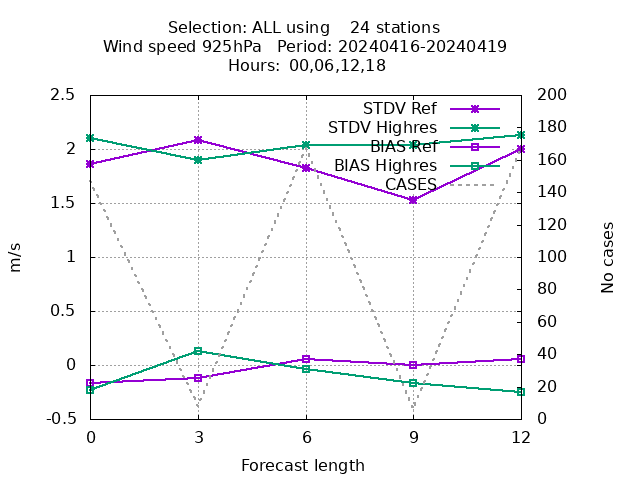 Selection: ALL using    24 stations
Wind speed 925hPa   Period: 20240416-20240419
Hours: 00,06,12,18
2.5
2
1.5
1
0.5
0
-0.5
200
180
160
140
120
100
80
60
40
20
0
STDV Ref
STDV Highres
BIAS Ref
BIAS Highres
CASES
m/s
No cases
0 3 6 9 12
Forecast length